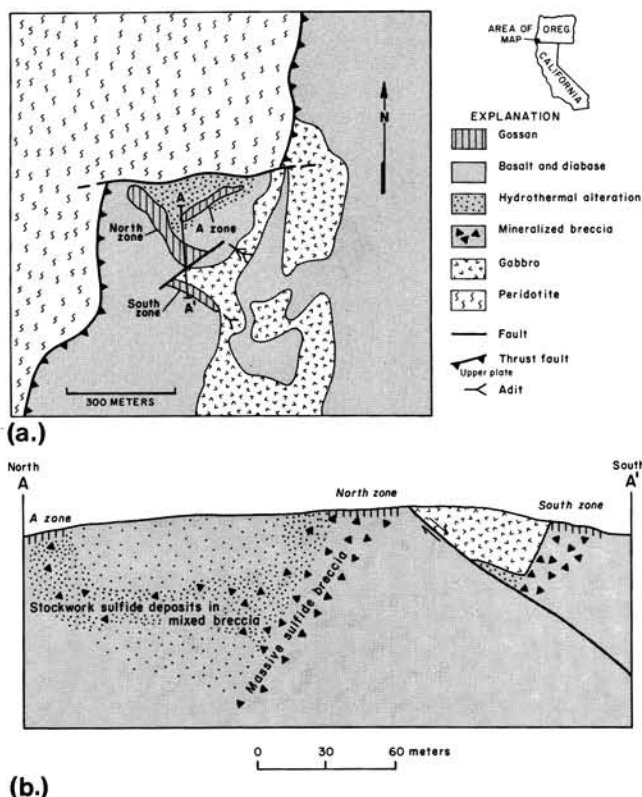 AREA OF
MAP
OREG
CALIFORNIA
N
A
North
zone
A zone
South
zone
A'
300 METERS
(a.)
EXPLANATION
Gossan
Basalt and diabase
Hydrothermal alteration
Mineralized breccia
Gabbro
Peridotite
Fault
Thrust fault
Upper plate
Adit
North
A
South
A'
A zone
North zone
South zone
Stockwork sulfide deposits in
mixed breccia
Massive sulfide breccia
0 30 60
meters
(b.)